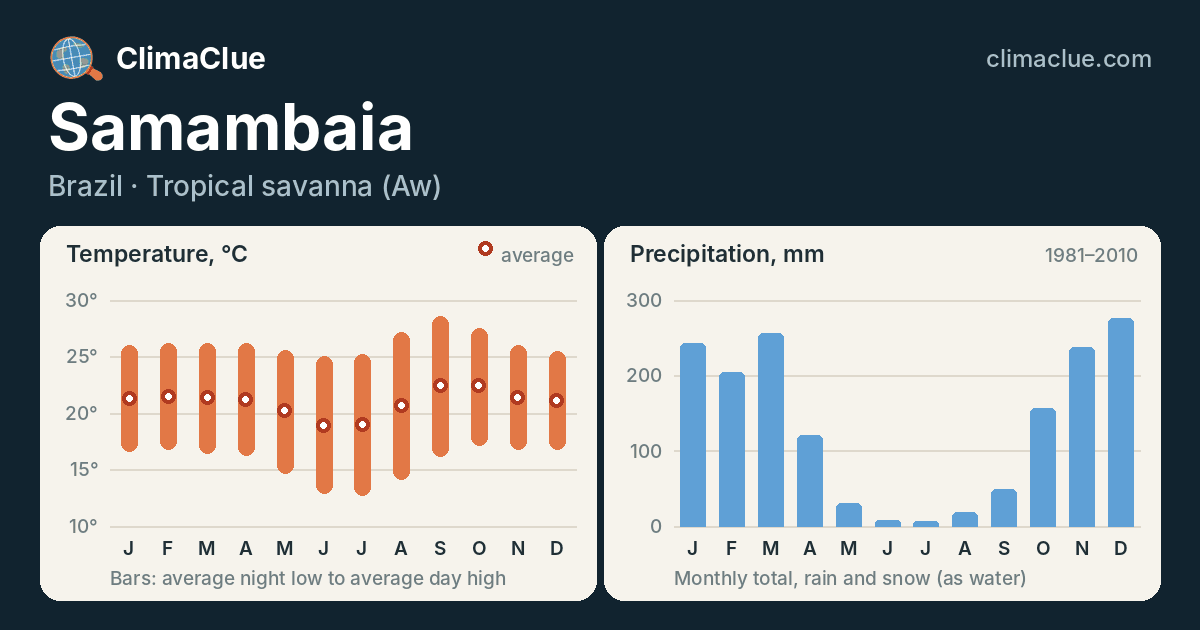 ClimaClue
climaclue.com
Samambaia
Brazil · Tropical savanna (Aw)
Temperature, °C
average
30°
25°
20°
15°
10°
J F M A M J J A S O N D
Bars: average night low to average day high
Precipitation, mm
1981–2010
300
200
100
0
J F M A M J J A S O N D
Monthly total, rain and snow (as water)